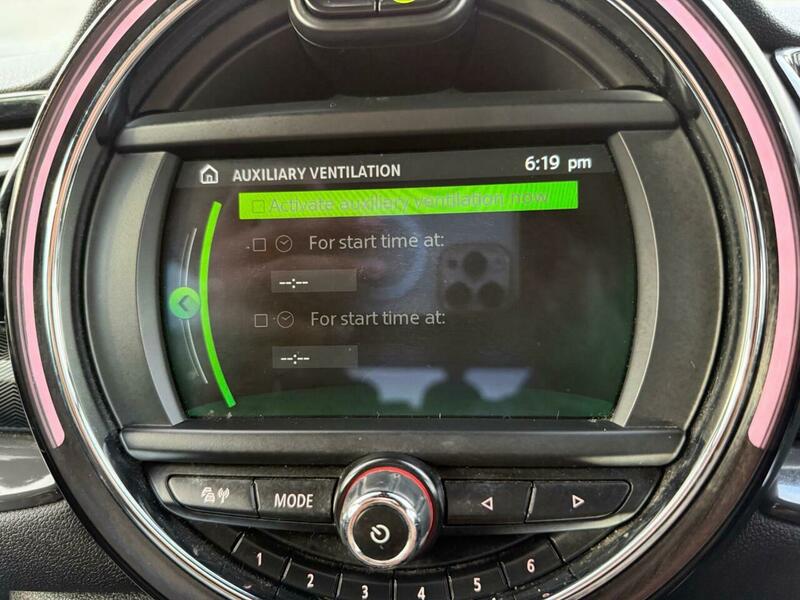 AUXILIARY VENTILATION
6:19 pm
Activate auxiliary ventilation now
For start time at:
--:--
For start time at:
--:--
MODE
1 2 3 4 5 6